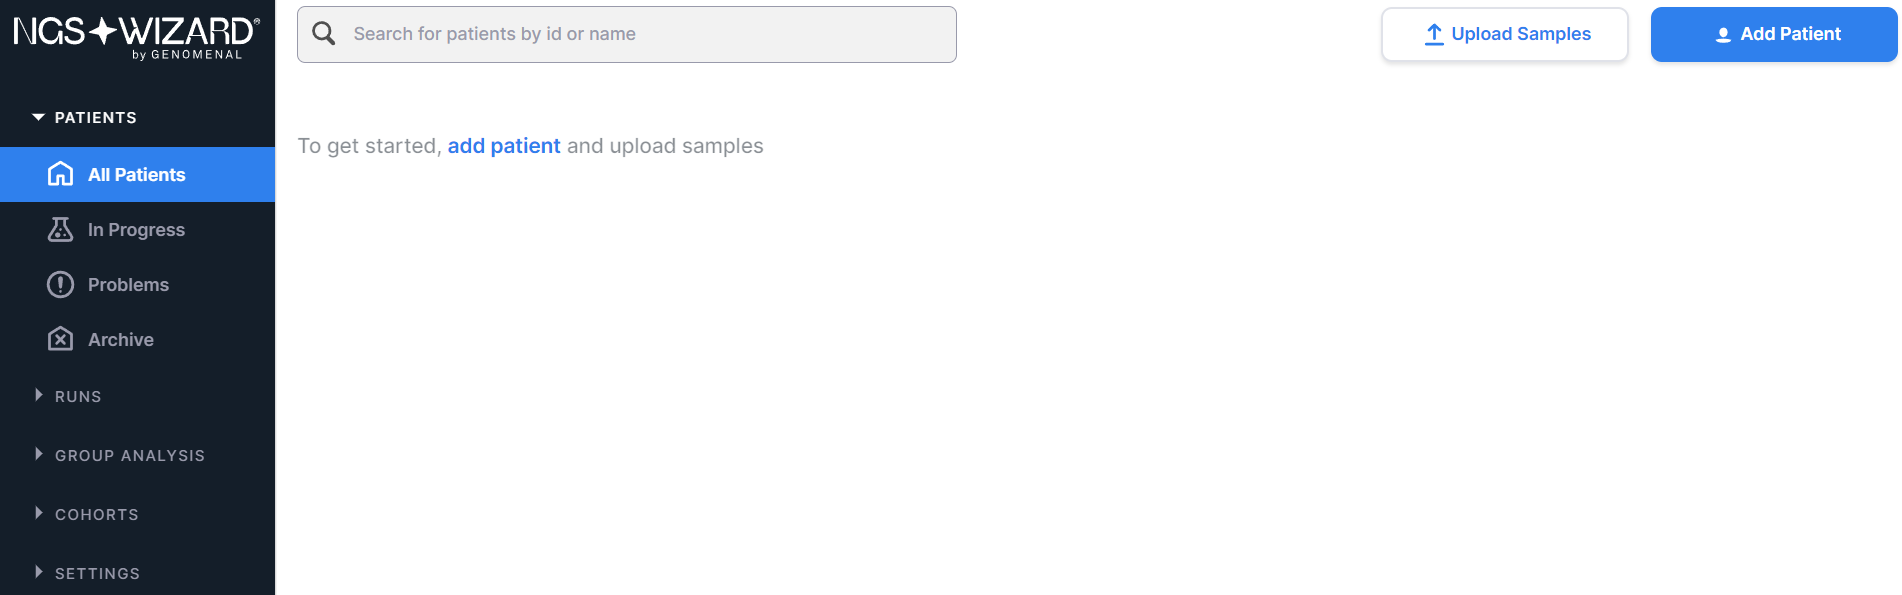 NGS WIZARD®
by GENOMENAL
Search for patients by id or name
Upload Samples
Add Patient
PATIENTS
All Patients
In Progress
Problems
Archive
RUNS
GROUP ANALYSIS
COHORTS
SETTINGS
To get started, add patient and upload samples